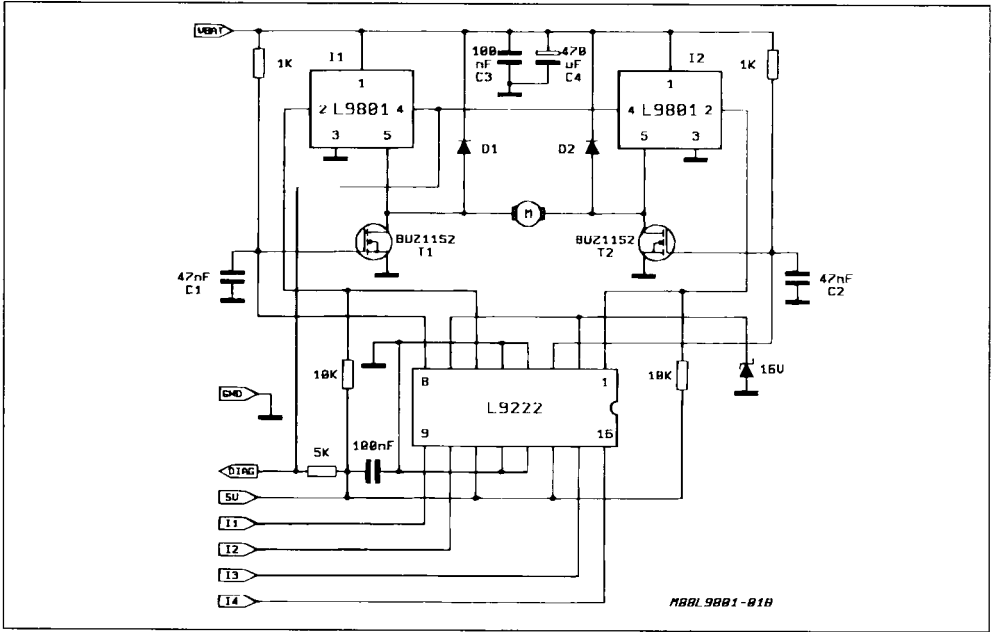 VBAT
1K
I1
1
2 L9801 4
3 5
100
nF
C3
470
uF
C4
I2
1
4 L9801 2
5 3
1K
D1
D2
M
BUZ11S2
T1
BUZ11S2
T2
47nF
C1
47nF
C2
10K
8
1
L9222
9
16
10K
16V
GND
5K
100nF
DIAG
5V
I1
I2
I3
I4
M88L9801-01B